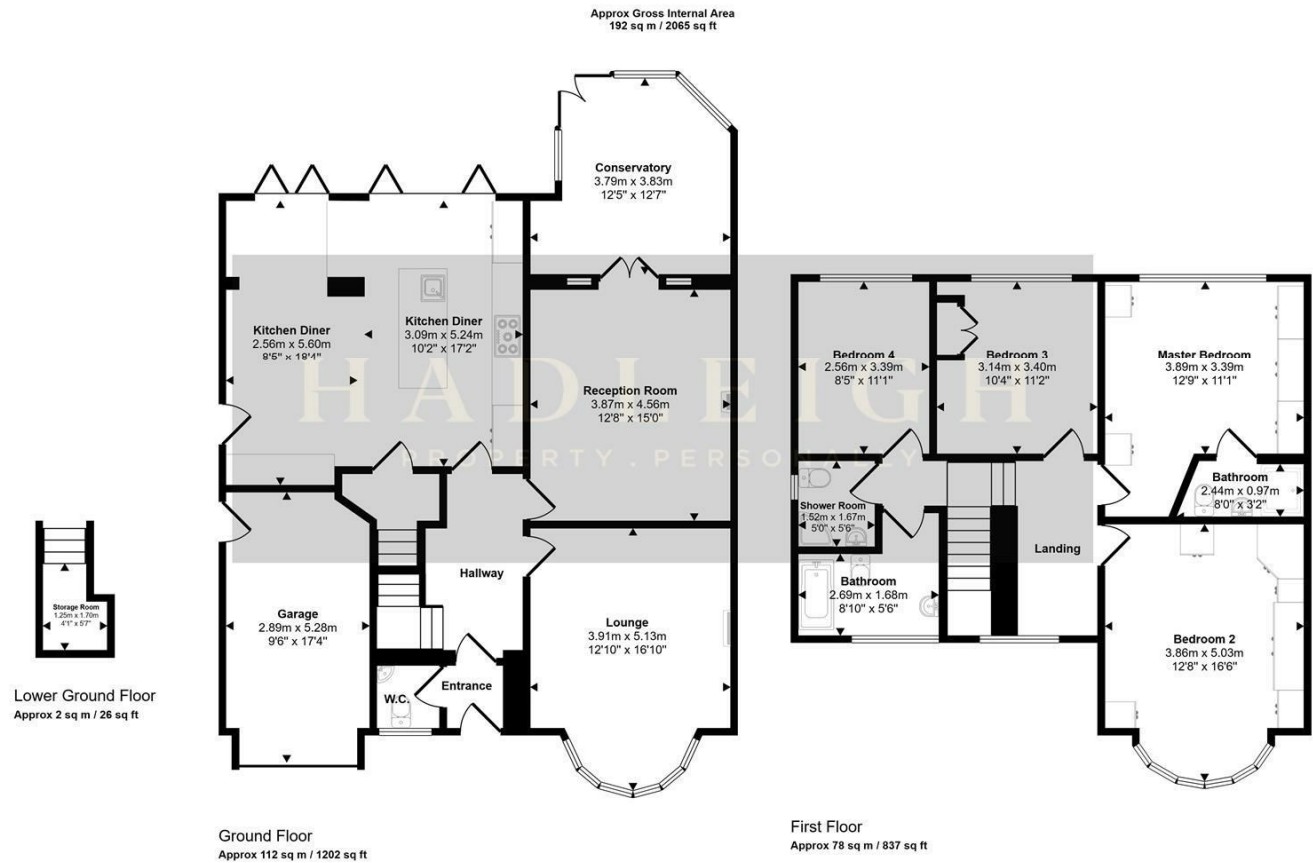 Approx Gross Internal Area
192 sq m / 2065 sq ft
Conservatory
3.79m x 3.83m
12'5" x 12'7"
Kitchen Diner
2.56m x 5.60m
8'5" x 18'4"
Kitchen Diner
3.09m x 5.24m
10'2" x 17'2"
Reception Room
3.87m x 4.56m
12'8" x 15'0"
Bedroom 4
2.56m x 3.39m
8'5" x 11'1"
Bedroom 3
3.14m x 3.40m
10'4" x 11'2"
Master Bedroom
3.89m x 3.39m
12'9" x 11'1"
HADLEIGH
PROPERTY . PERSONALLY
Bathroom
2.44m x 0.97m
8'0" x 3'2"
Shower Room
1.52m x 1.67m
5'0" x 5'6"
Landing
Hallway
Bathroom
2.69m x 1.68m
8'10" x 5'6"
Storage Room
1.25m x 1.70m
4'1" x 5'7"
Garage
2.89m x 5.28m
9'6" x 17'4"
Lounge
3.91m x 5.13m
12'10" x 16'10"
Bedroom 2
3.86m x 5.03m
12'8" x 16'6"
W.C.
Entrance
Lower Ground Floor
Approx 2 sq m / 26 sq ft
Ground Floor
Approx 112 sq m / 1202 sq ft
First Floor
Approx 78 sq m / 837 sq ft